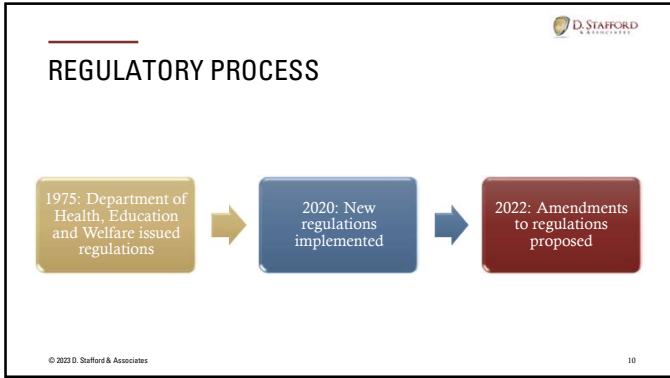 D. STAFFORD
& ASSOCIATES
REGULATORY PROCESS
1975: Department of
Health, Education
and Welfare issued
regulations
2020: New
regulations
implemented
2022: Amendments
to regulations
proposed
© 2023 D. Stafford & Associates
10